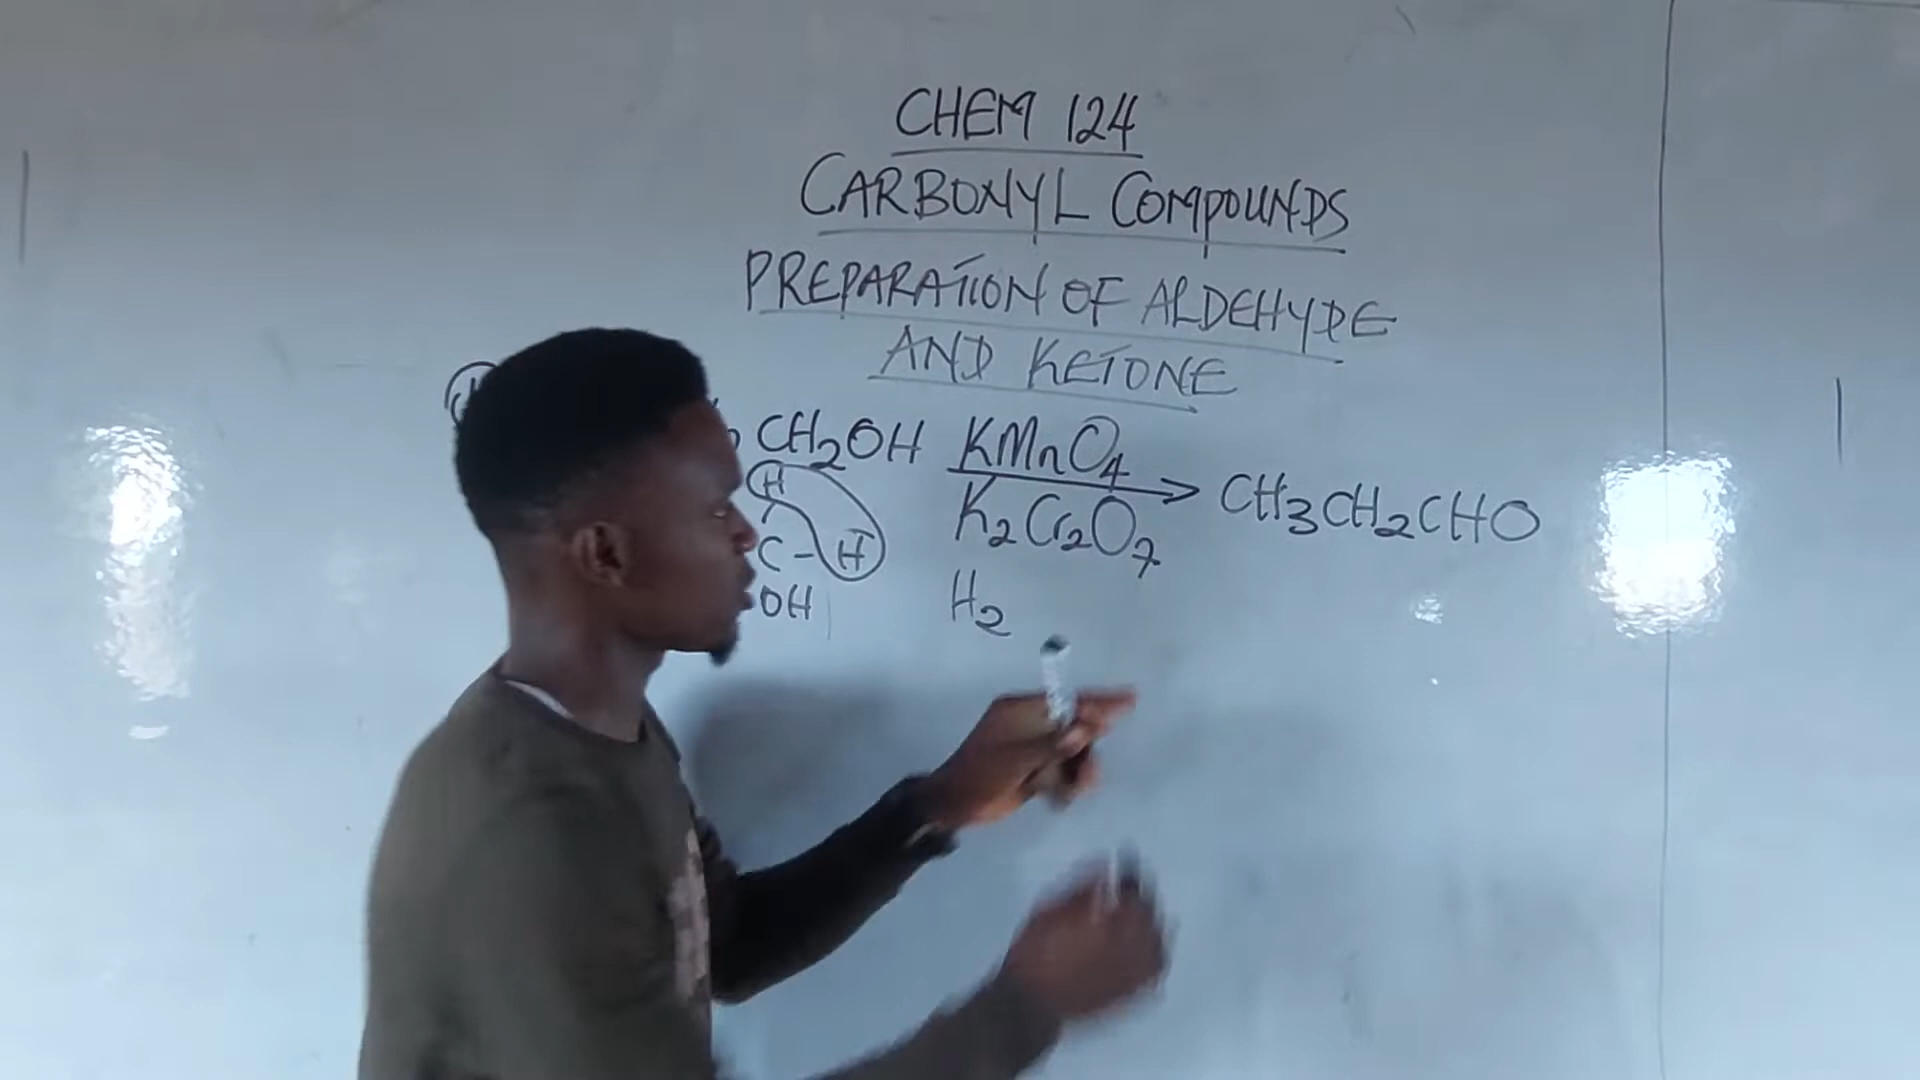 CHEM 124
CARBONYL COMPOUNDS
PREPARATION OF ALDEHYDE
AND KETONE
CH₂OH KMnO₄ → CH₃CH₂CHO
K₂Cr₂O₇
H
C-H
OH
H₂